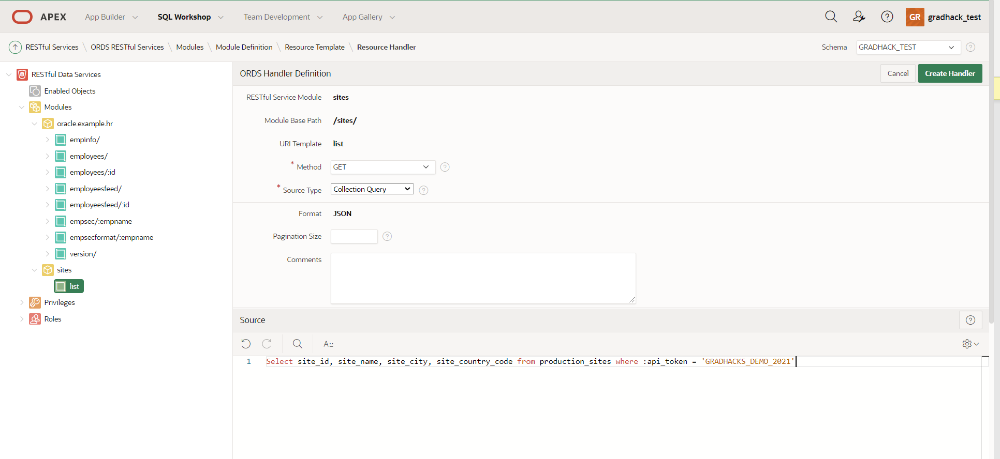 APEX App Builder SQL Workshop Team Development App Gallery GR gradhack_test
RESTful Services \ ORDS RESTful Services \ Modules \ Module Definition \ Resource Template \ Resource Handler Schema GRADHACK_TEST
RESTful Data Services
Enabled Objects
Modules
oracle.example.hr
empinfo/
employees/
employees/:id
employeesfeed/
employeesfeed/:id
empsec/:empname
empsecformat/:empname
version/
sites
list
Privileges
Roles
ORDS Handler Definition Cancel Create Handler
RESTful Service Module sites
Module Base Path /sites/
URI Template list
* Method GET
* Source Type Collection Query
Format JSON
Pagination Size
Comments
Source
A::
1 Select site_id, site_name, site_city, site_country_code from production_sites where :api_token = 'GRADHACKS_DEMO_2021'